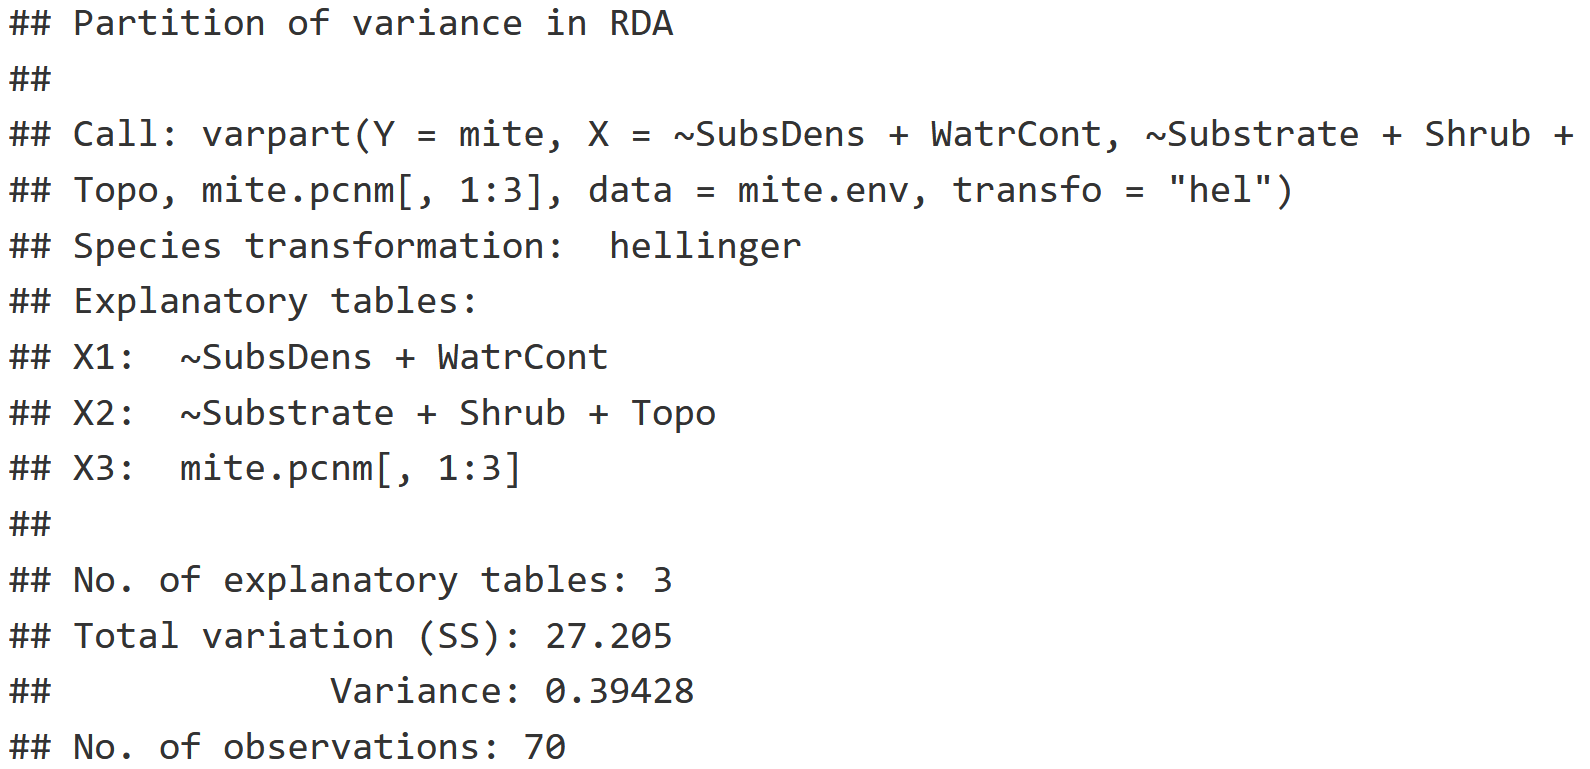 ## Partition of variance in RDA
##
## Call: varpart(Y = mite, X = ~SubsDens + WatrCont, ~Substrate + Shrub +
## Topo, mite.pcnm[, 1:3], data = mite.env, transfo = "hel")
## Species transformation:  hellinger
## Explanatory tables:
## X1:  ~SubsDens + WatrCont
## X2:  ~Substrate + Shrub + Topo
## X3:  mite.pcnm[, 1:3]
##
## No. of explanatory tables: 3
## Total variation (SS): 27.205
##             Variance: 0.39428
## No. of observations: 70